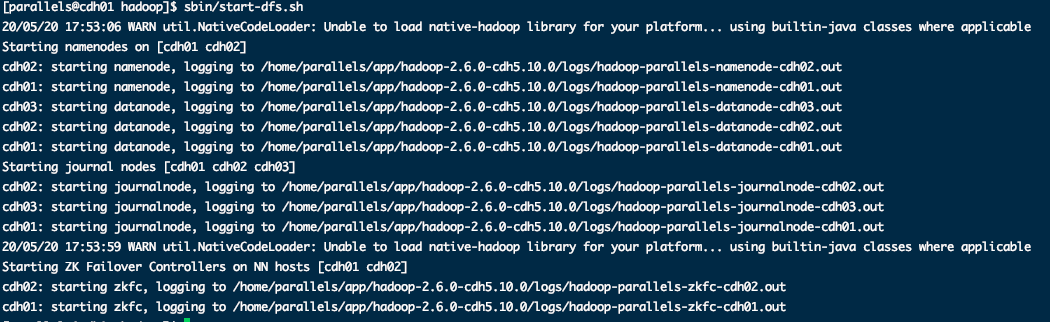 [parallels@cdh01 hadoop]$ sbin/start-dfs.sh
20/05/20 17:53:06 WARN util.NativeCodeLoader: Unable to load native-hadoop library for your platform... using builtin-java classes where applicable
Starting namenodes on [cdh01 cdh02]
cdh02: starting namenode, logging to /home/parallels/app/hadoop-2.6.0-cdh5.10.0/logs/hadoop-parallels-namenode-cdh02.out
cdh01: starting namenode, logging to /home/parallels/app/hadoop-2.6.0-cdh5.10.0/logs/hadoop-parallels-namenode-cdh01.out
cdh03: starting datanode, logging to /home/parallels/app/hadoop-2.6.0-cdh5.10.0/logs/hadoop-parallels-datanode-cdh03.out
cdh02: starting datanode, logging to /home/parallels/app/hadoop-2.6.0-cdh5.10.0/logs/hadoop-parallels-datanode-cdh02.out
cdh01: starting datanode, logging to /home/parallels/app/hadoop-2.6.0-cdh5.10.0/logs/hadoop-parallels-datanode-cdh01.out
Starting journal nodes [cdh01 cdh02 cdh03]
cdh02: starting journalnode, logging to /home/parallels/app/hadoop-2.6.0-cdh5.10.0/logs/hadoop-parallels-journalnode-cdh02.out
cdh03: starting journalnode, logging to /home/parallels/app/hadoop-2.6.0-cdh5.10.0/logs/hadoop-parallels-journalnode-cdh03.out
cdh01: starting journalnode, logging to /home/parallels/app/hadoop-2.6.0-cdh5.10.0/logs/hadoop-parallels-journalnode-cdh01.out
20/05/20 17:53:59 WARN util.NativeCodeLoader: Unable to load native-hadoop library for your platform... using builtin-java classes where applicable
Starting ZK Failover Controllers on NN hosts [cdh01 cdh02]
cdh02: starting zkfc, logging to /home/parallels/app/hadoop-2.6.0-cdh5.10.0/logs/hadoop-parallels-zkfc-cdh02.out
cdh01: starting zkfc, logging to /home/parallels/app/hadoop-2.6.0-cdh5.10.0/logs/hadoop-parallels-zkfc-cdh01.out